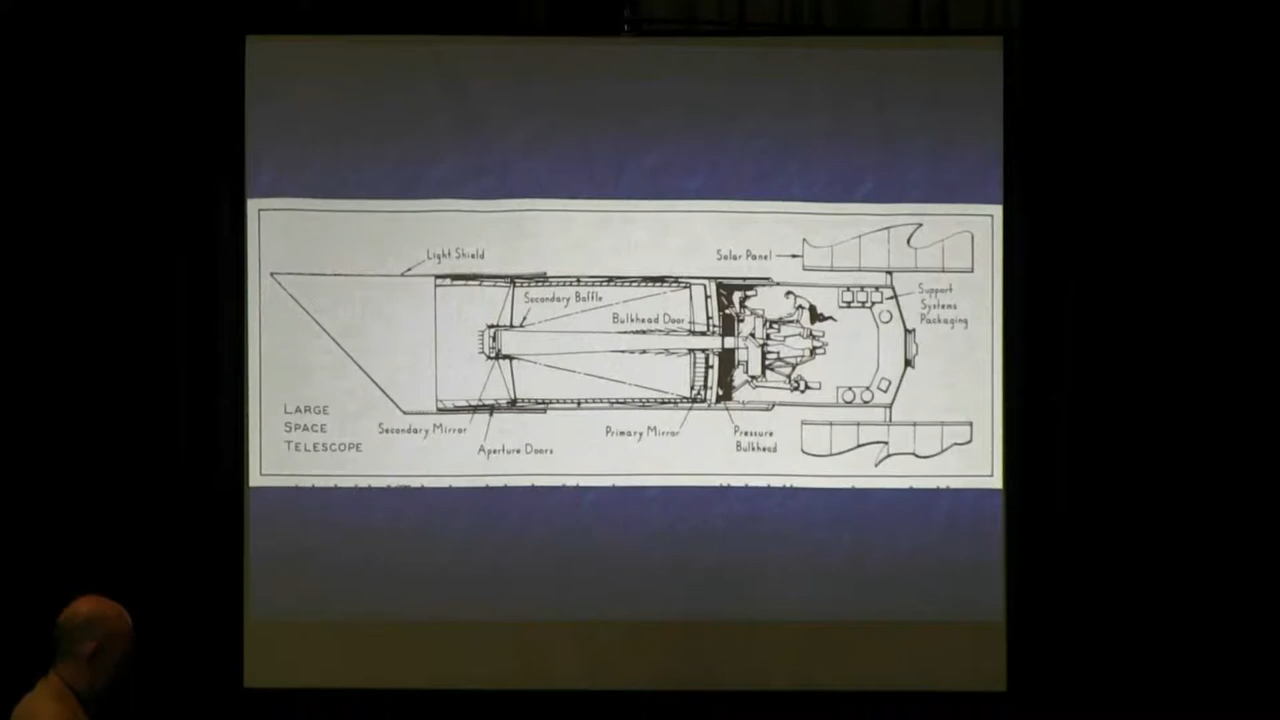 Light Shield
Solar Panel
Secondary Baffle
Bulkhead Door
Support
Systems
Packaging
LARGE
SPACE
TELESCOPE
Secondary Mirror
Aperture Doors
Primary Mirror
Pressure
Bulkhead